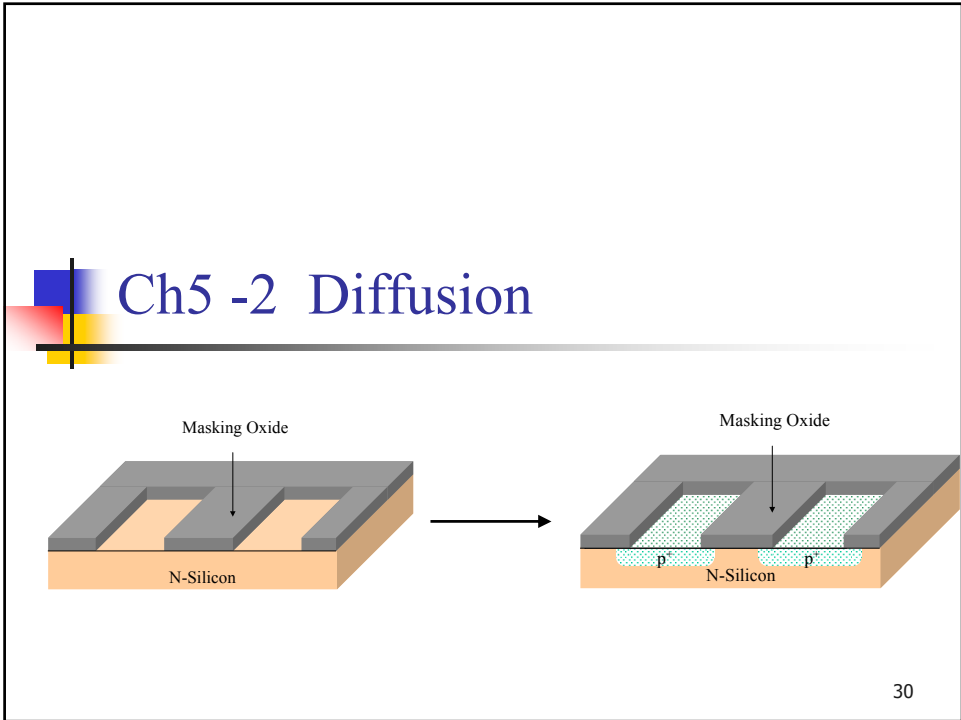 Ch5 -2 Diffusion
Masking Oxide
N-Silicon
Masking Oxide
p+
p+
N-Silicon
30